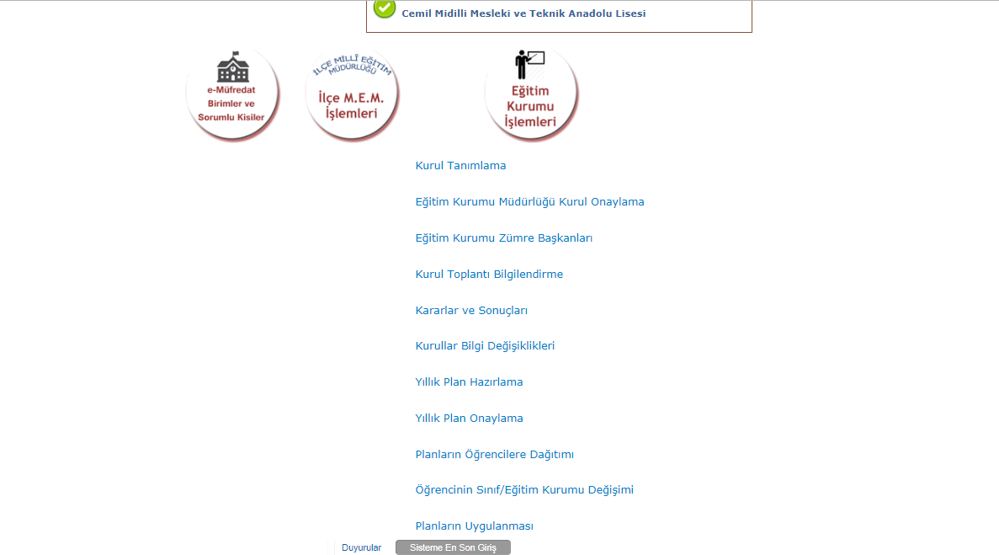 Cemil Midilli Mesleki ve Teknik Anadolu Lisesi
e-Müfredat
Birimler ve
Sorumlu Kisiler
İLÇE MİLLÎ EĞİTİM
MÜDÜRLÜĞÜ
İlçe M.E.M.
İşlemleri
Eğitim
Kurumu
İşlemleri
Kurul Tanımlama
Eğitim Kurumu Müdürlüğü Kurul Onaylama
Eğitim Kurumu Zümre Başkanları
Kurul Toplantı Bilgilendirme
Kararlar ve Sonuçları
Kurullar Bilgi Değişiklikleri
Yıllık Plan Hazırlama
Yıllık Plan Onaylama
Planların Öğrencilere Dağıtımı
Öğrencinin Sınıf/Eğitim Kurumu Değişimi
Planların Uygulanması
Duyurular
Sisteme En Son Giriş